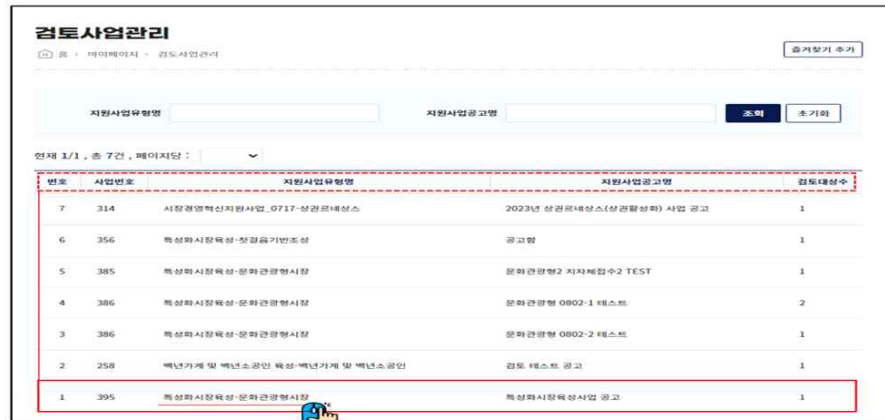 검토사업관리
홈 > 마이페이지 > 검토사업관리
즐겨찾기 추가
지원사업유형명 지원사업공고명 조회 초기화
현재 1/1 , 총 7건 , 페이지당 :
번호 사업번호 지원사업유형명 지원사업공고명 검토대상수
7 314 시장경영혁신지원사업_0717-상권르네상스 2023년 상권르네상스(상권활성화) 사업 공고 1
6 356 특성화시장육성-첫걸음기반조성 공고함 1
5 385 특성화시장육성-문화관광형시장 문화관광형2 지자체접수2 TEST 1
4 386 특성화시장육성-문화관광형시장 문화관광형 0802-1 테스트 2
3 386 특성화시장육성-문화관광형시장 문화관광형 0802-2 테스트 1
2 258 백년가게 및 백년소공인 육성-백년가게 및 백년소공인 검토 테스트 공고 1
1 395 특성화시장육성-문화관광형시장 특성화시장육성사업 공고 1